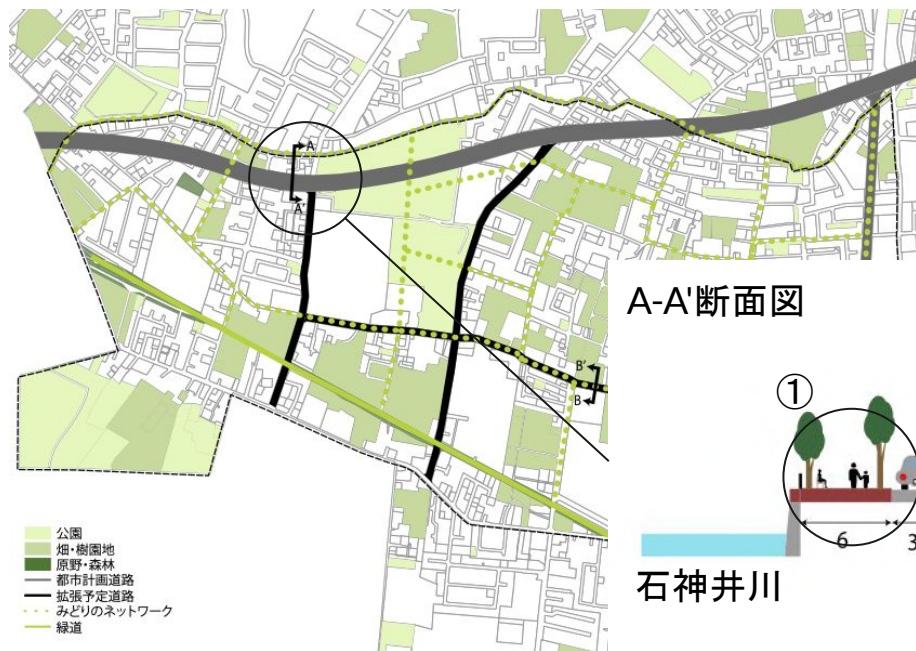 A
A'
B'
B
公園
畑・樹園地
原野・森林
都市計画道路
拡張予定道路
みどりのネットワーク
緑道
A-A'断面図
①
6
3
石神井川